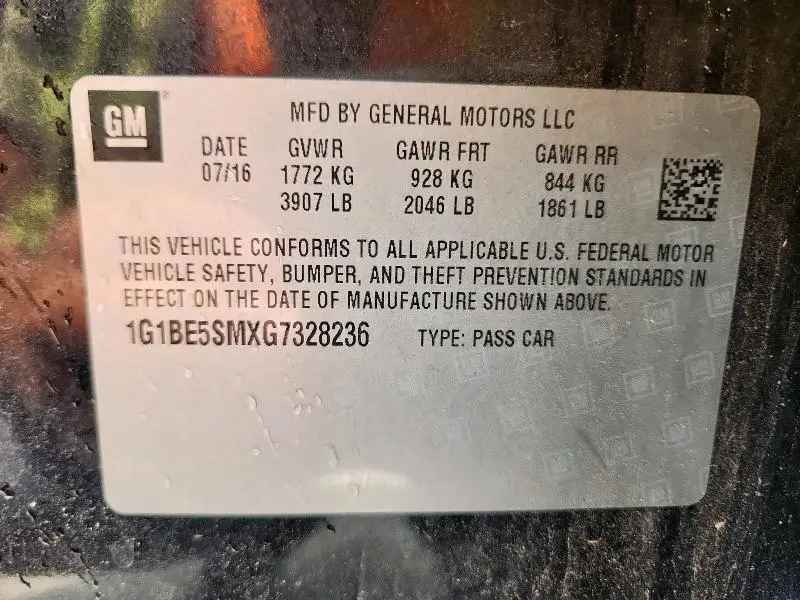 GM
MFD BY GENERAL MOTORS LLC
DATE GVWR GAWR FRT GAWR RR
07/16 1772 KG 928 KG 844 KG
3907 LB 2046 LB 1861 LB
THIS VEHICLE CONFORMS TO ALL APPLICABLE U.S. FEDERAL MOTOR
VEHICLE SAFETY, BUMPER, AND THEFT PREVENTION STANDARDS IN
EFFECT ON THE DATE OF MANUFACTURE SHOWN ABOVE.
1G1BE5SMXG7328236 TYPE: PASS CAR